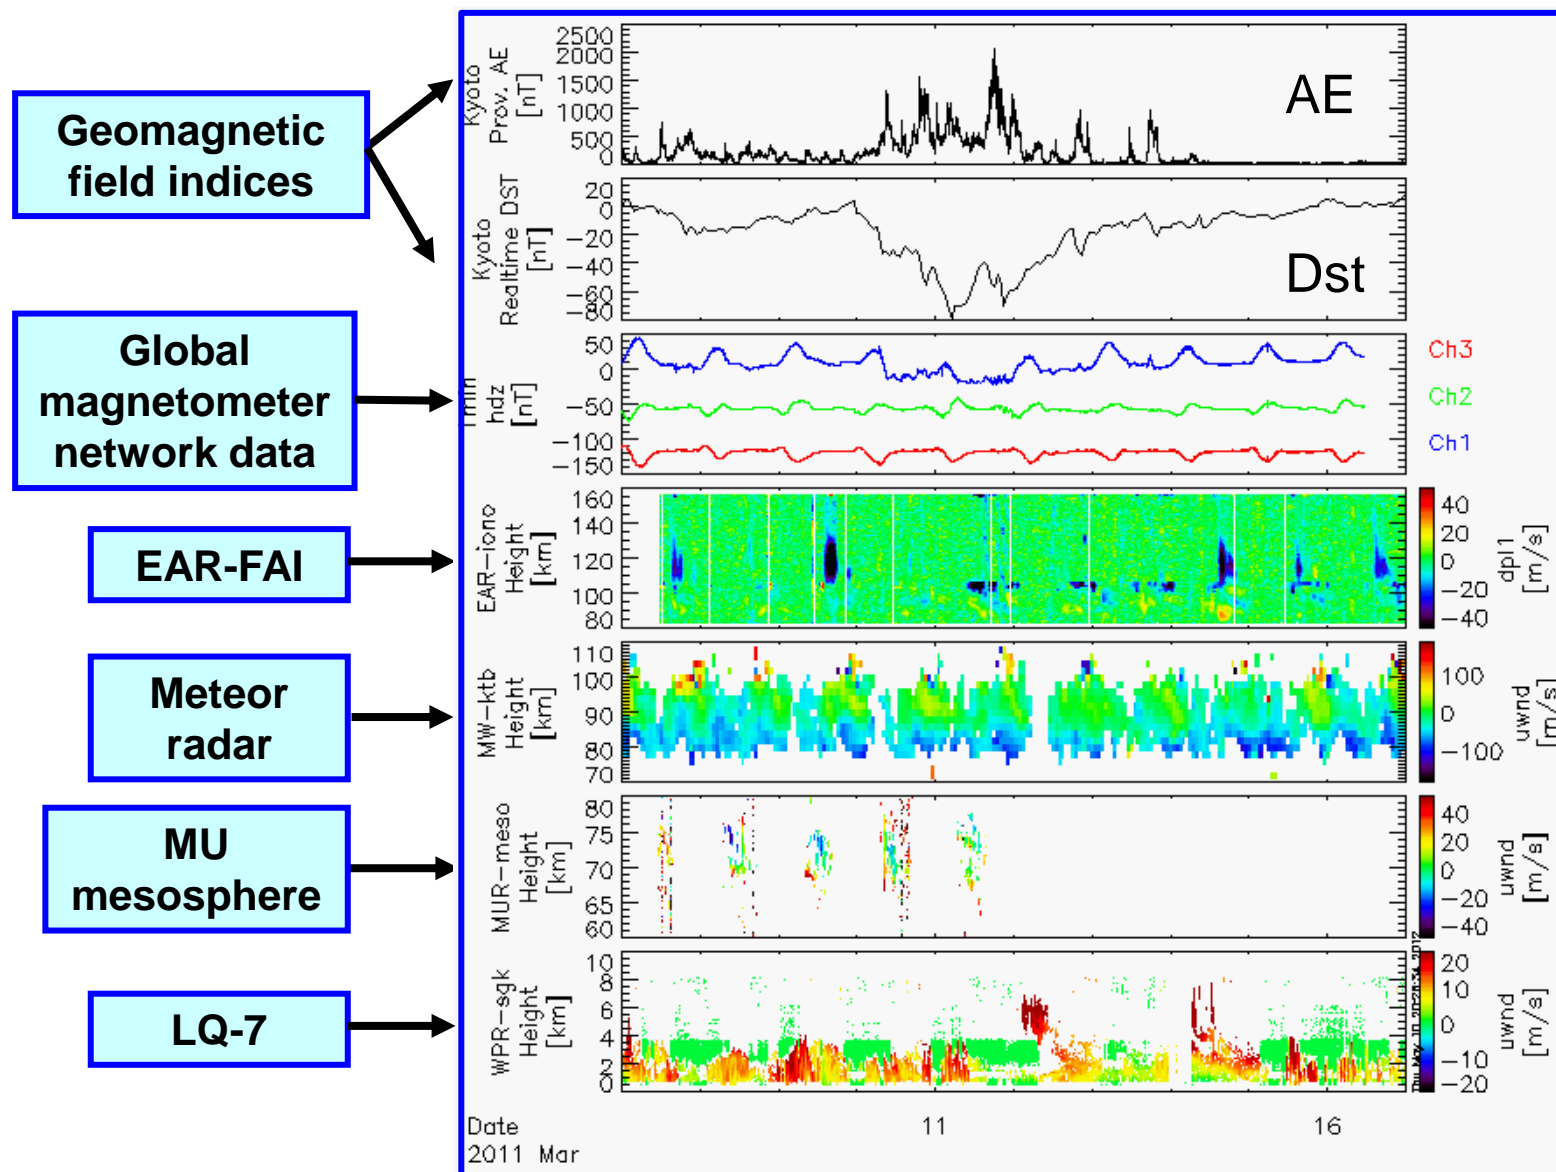 Geomagnetic
field indices
Global
magnetometer
network data
EAR-FAI
Meteor
radar
MU
mesosphere
LQ-7
Kyoto
Prov. AE
[nT]
2500
2000
1500
1000
500
0
AE
Kyoto
Realtime DST
[nT]
20
0
−20
−40
−60
−80
Dst
hdz
[nT]
50
0
−50
−100
−150
Ch3
Ch2
Ch1
EAR−iono
Height
[km]
160
140
120
100
80
40
20
0
−20
−40
dpl1
[m/s]
MW−ktb
Height
[km]
110
100
90
80
70
100
0
−100
uwnd
[m/s]
MUR−meso
Height
[km]
80
75
70
65
60
40
20
0
−20
−40
uwnd
[m/s]
WPR−sgk
Height
[km]
10
8
6
4
2
0
20
10
0
−10
−20
uwnd
[m/s]
Date
2011 Mar
11
16